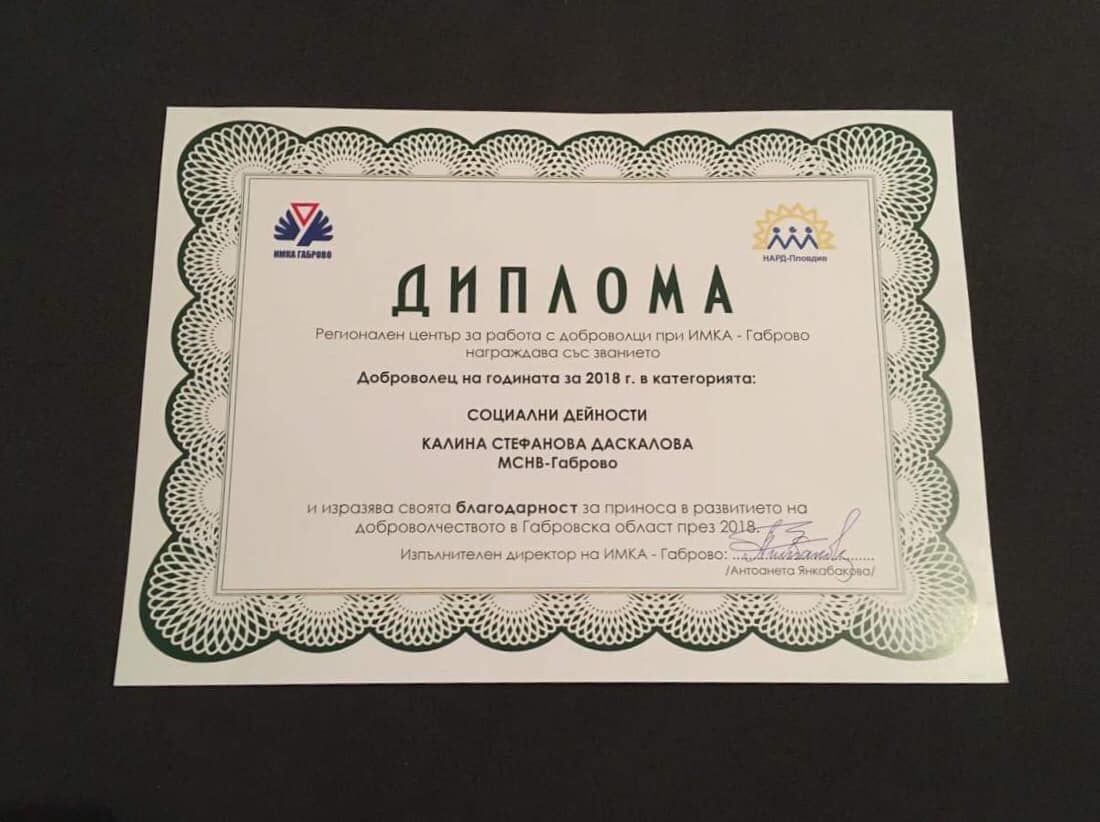 ИМКА ГАБРОВО
НАРД-Пловдив
ДИПЛОМА
Регионален център за работа с доброволци при ИМКА - Габрово
награждава със званието
Доброволец на годината за 2018 г. в категорията:
СОЦИАЛНИ ДЕЙНОСТИ
КАЛИНА СТЕФАНОВА ДАСКАЛОВА
МСНВ-Габрово
и изразява своята благодарност за приноса в развитието на
доброволчеството в Габровска област през 2018.
Изпълнителен директор на ИМКА - Габрово:
/Антоанета Янкабакова/